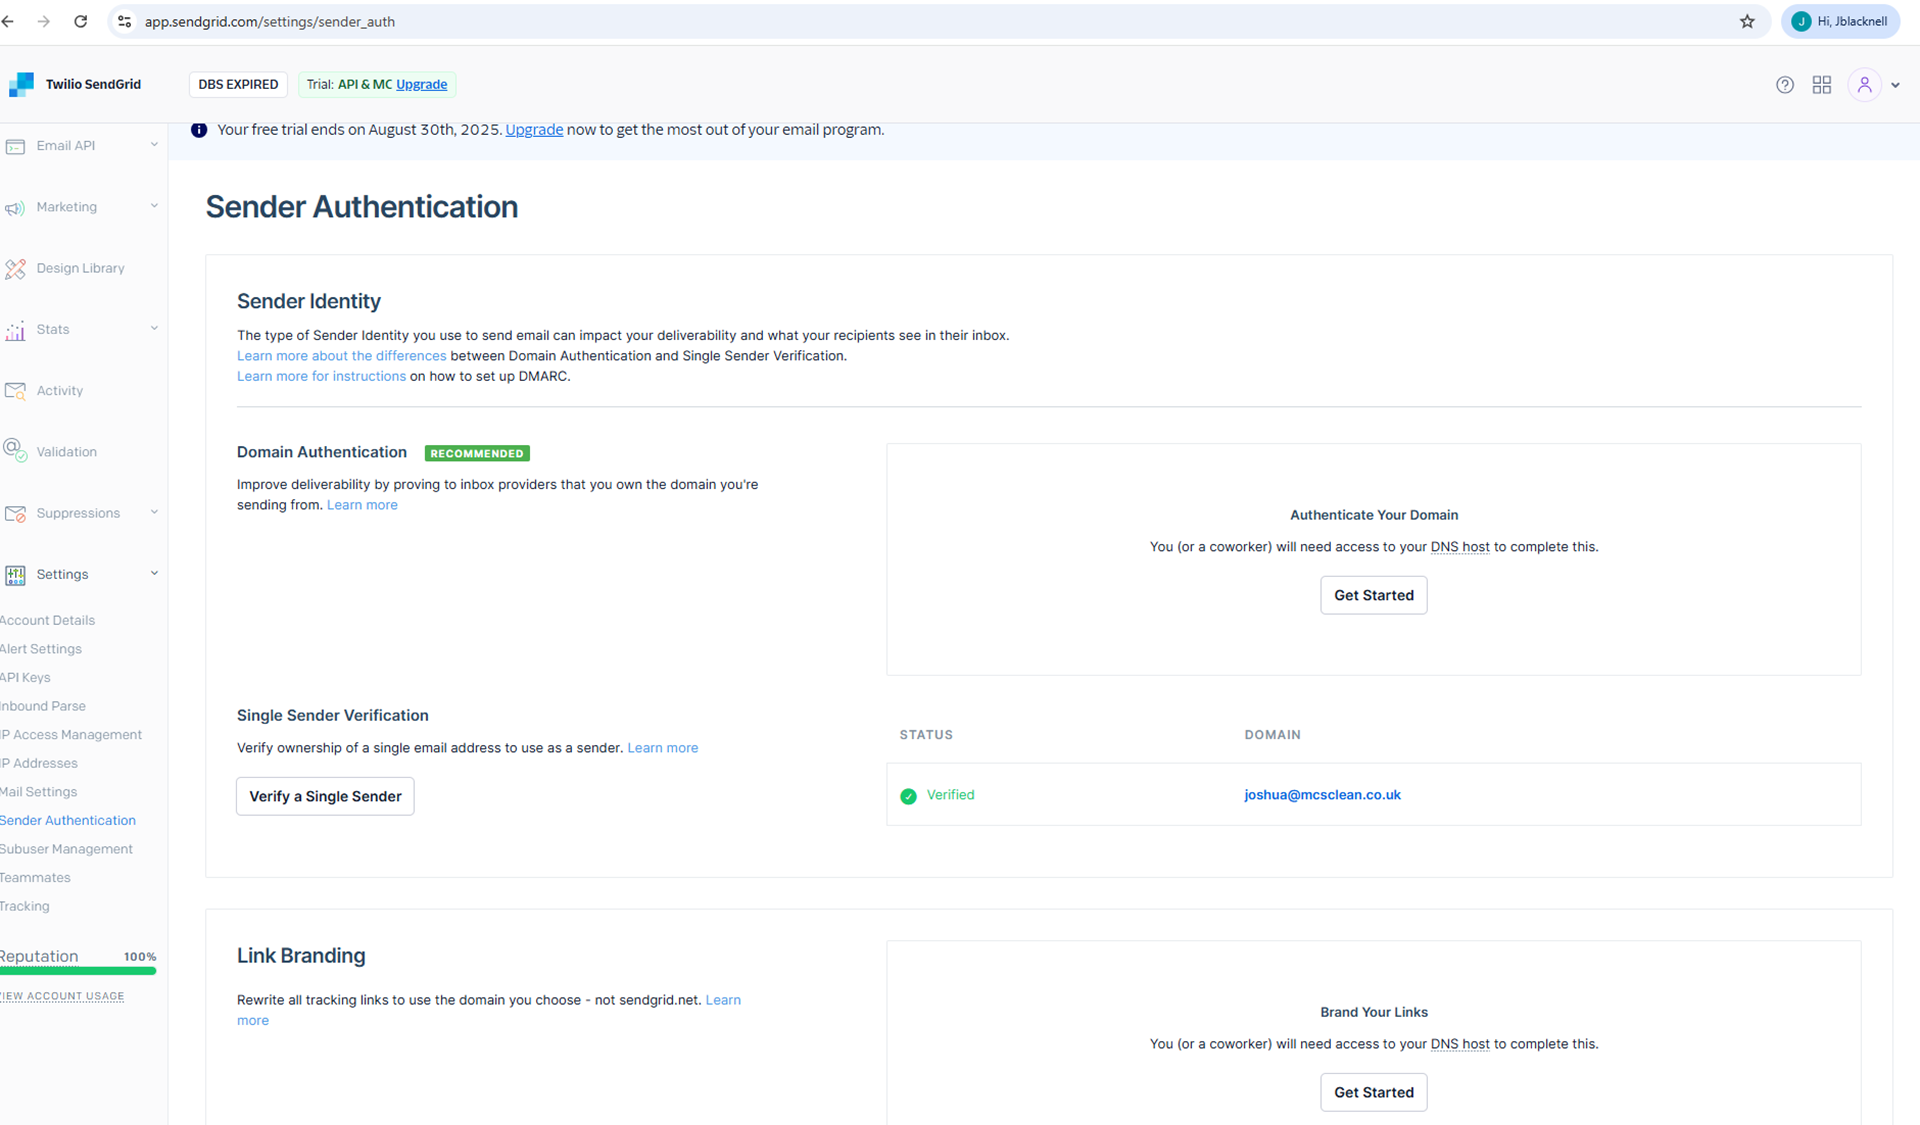 app.sendgrid.com/settings/sender_auth
J
Hi, Jblacknell
Twilio SendGrid
DBS EXPIRED
Trial: API & MC Upgrade
Your free trial ends on August 30th, 2025. Upgrade now to get the most out of your email program.
Email API
Marketing
Design Library
Stats
Activity
Validation
Suppressions
Settings
Account Details
Alert Settings
API Keys
Inbound Parse
IP Access Management
IP Addresses
Mail Settings
Sender Authentication
Subuser Management
Teammates
Tracking
Reputation 100%
VIEW ACCOUNT USAGE
Sender Authentication
Sender Identity
The type of Sender Identity you use to send email can impact your deliverability and what your recipients see in their inbox.
Learn more about the differences between Domain Authentication and Single Sender Verification.
Learn more for instructions on how to set up DMARC.
Domain Authentication RECOMMENDED
Improve deliverability by proving to inbox providers that you own the domain you're
sending from. Learn more
Authenticate Your Domain
You (or a coworker) will need access to your DNS host to complete this.
Get Started
Single Sender Verification
Verify ownership of a single email address to use as a sender. Learn more
Verify a Single Sender
STATUS DOMAIN
Verified joshua@mcsclean.co.uk
Link Branding
Rewrite all tracking links to use the domain you choose - not sendgrid.net. Learn
more
Brand Your Links
You (or a coworker) will need access to your DNS host to complete this.
Get Started